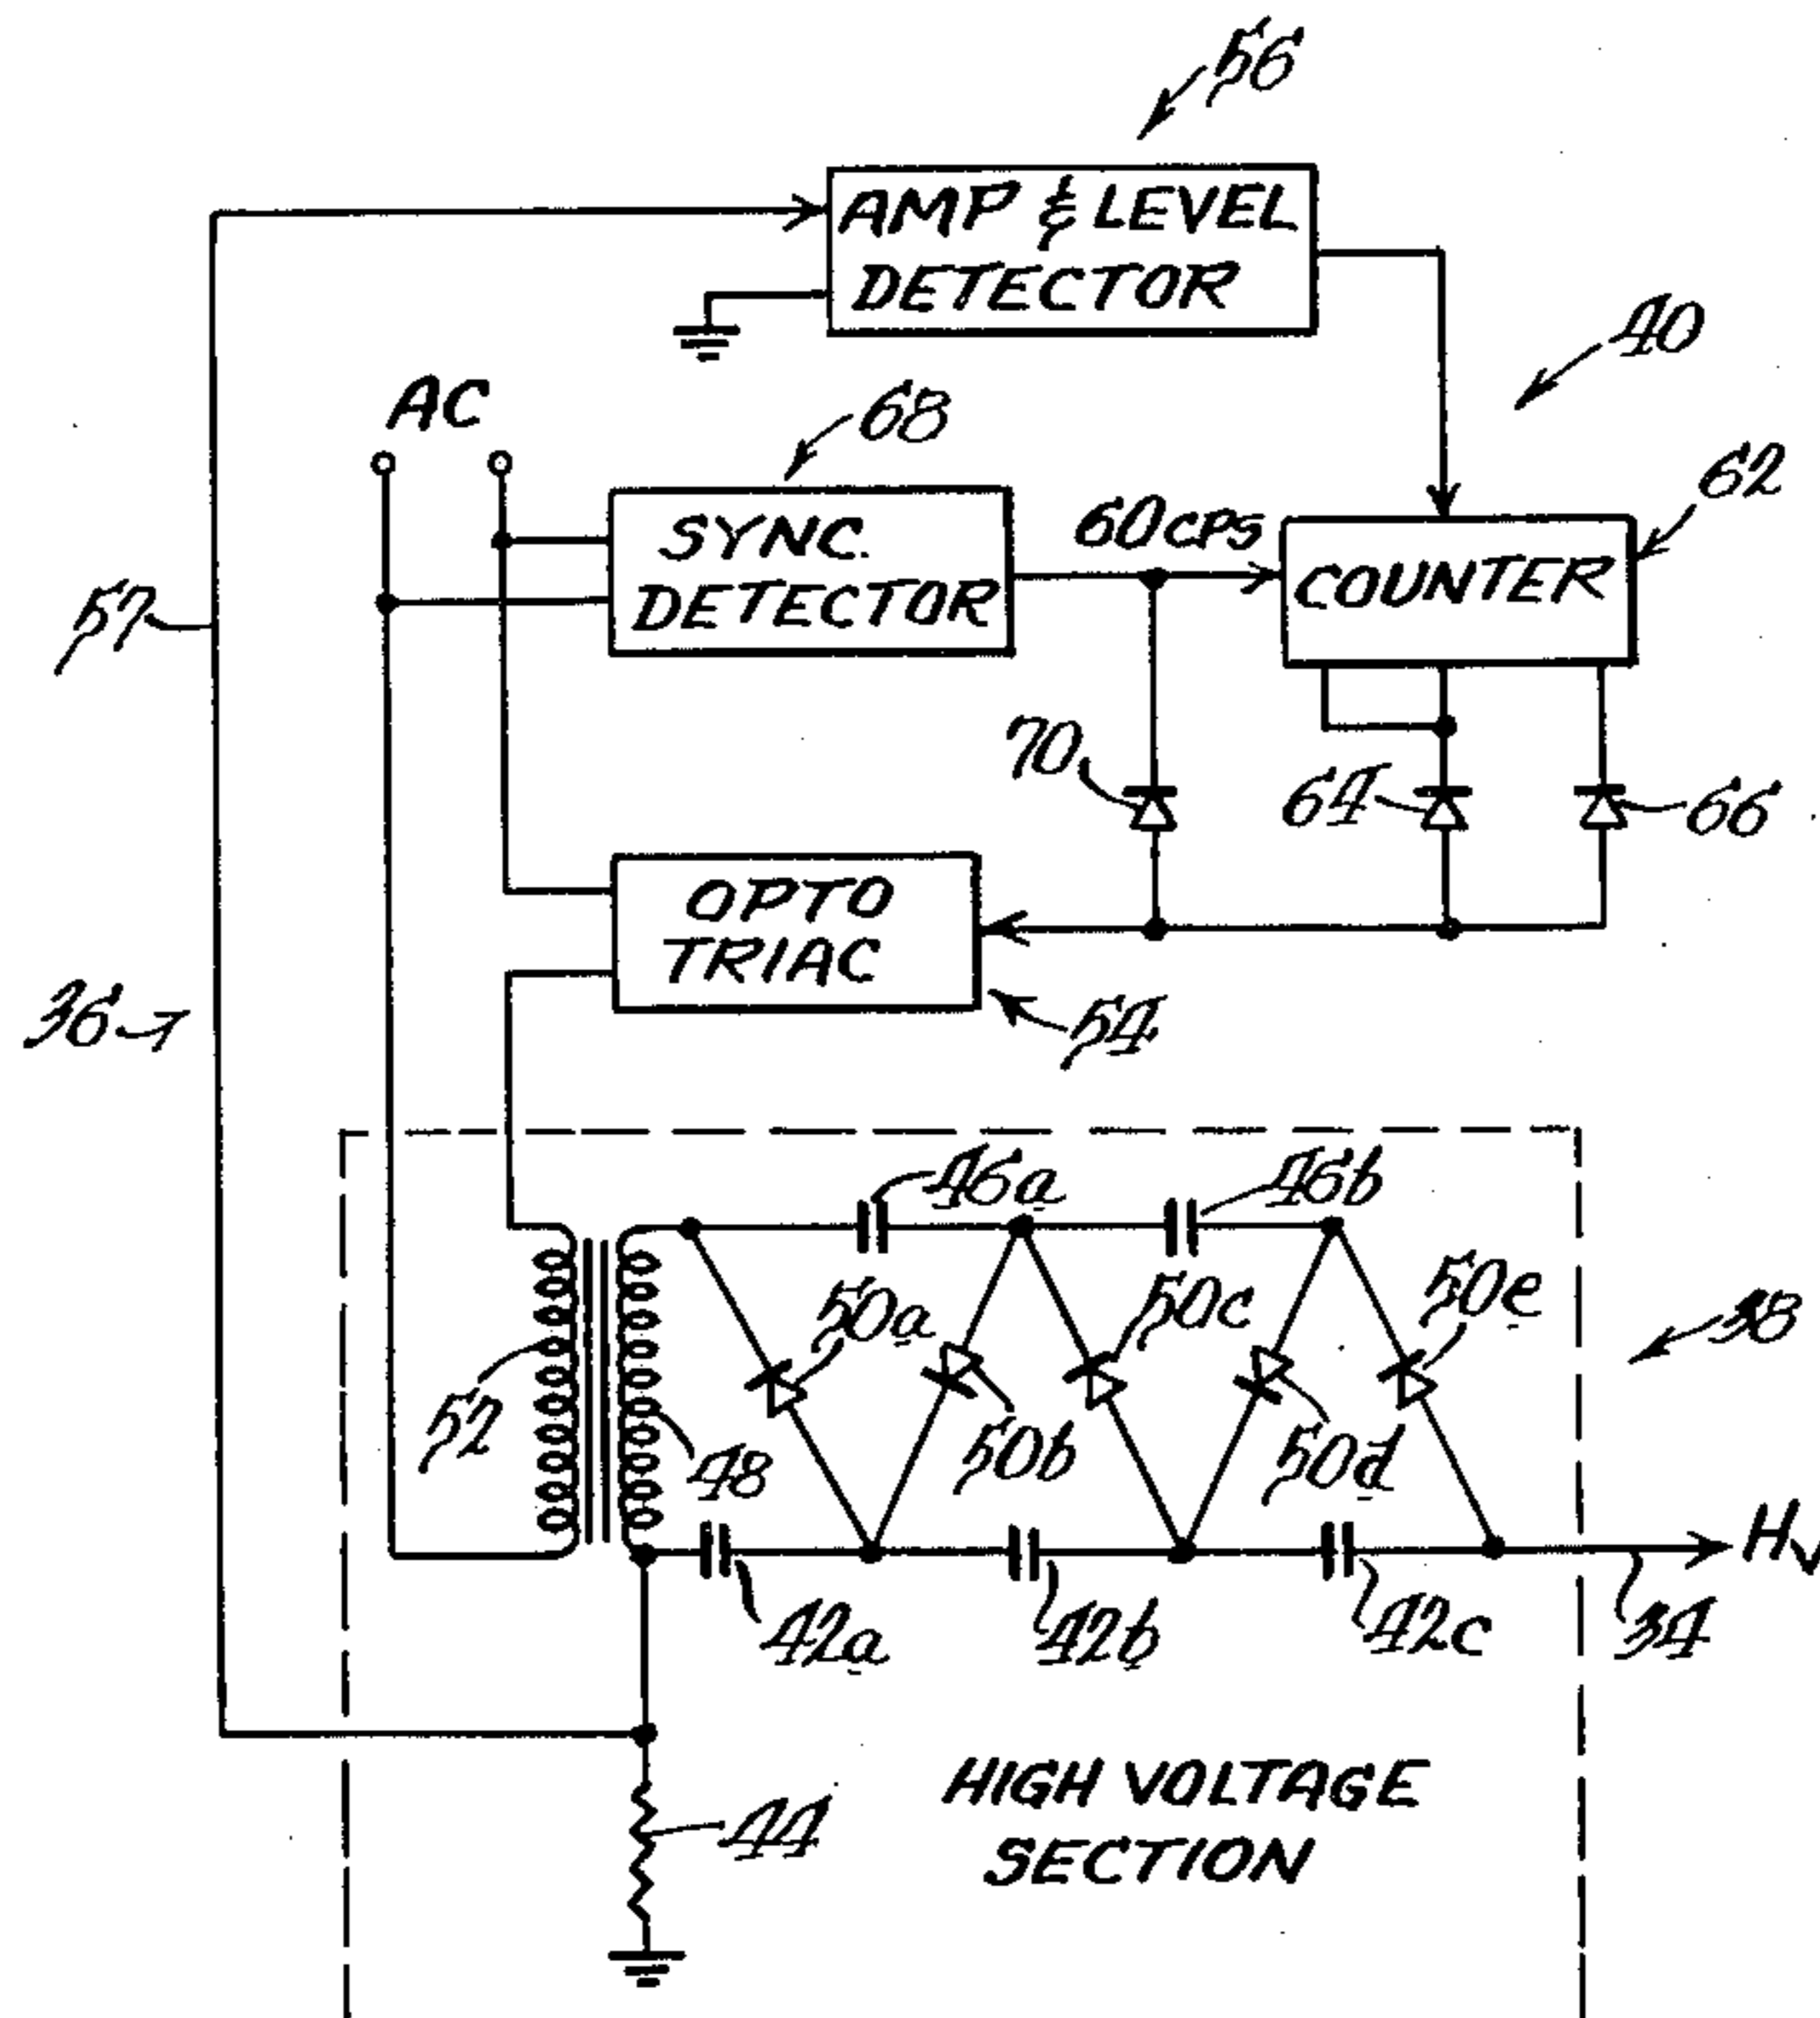 56
AMP & LEVEL
DETECTOR
40
AC
68
62
SYNC.
DETECTOR
60CPS
COUNTER
57
70
64
66
OPTO
TRIAC
36
54
46a
46b
50a
50c
50e
38
52
48
50b
50d
HV
42a
42b
42c
34
44
HIGH VOLTAGE
SECTION